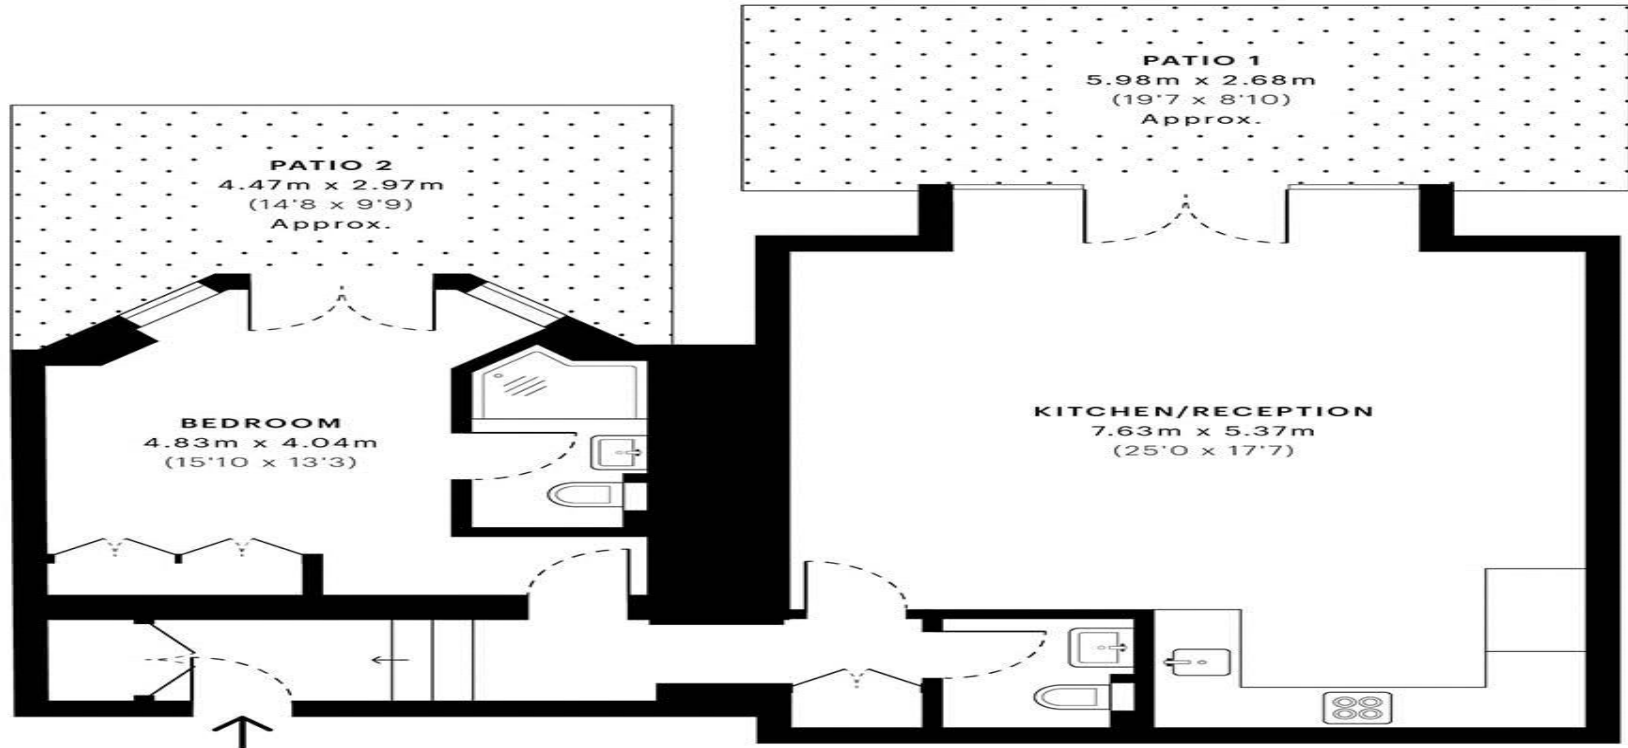 PATIO 1
5.98m x 2.68m
(19'7 x 8'10)
Approx.
PATIO 2
4.47m x 2.97m
(14'8 x 9'9)
Approx.
BEDROOM
4.83m x 4.04m
(15'10 x 13'3)
KITCHEN/RECEPTION
7.63m x 5.37m
(25'0 x 17'7)